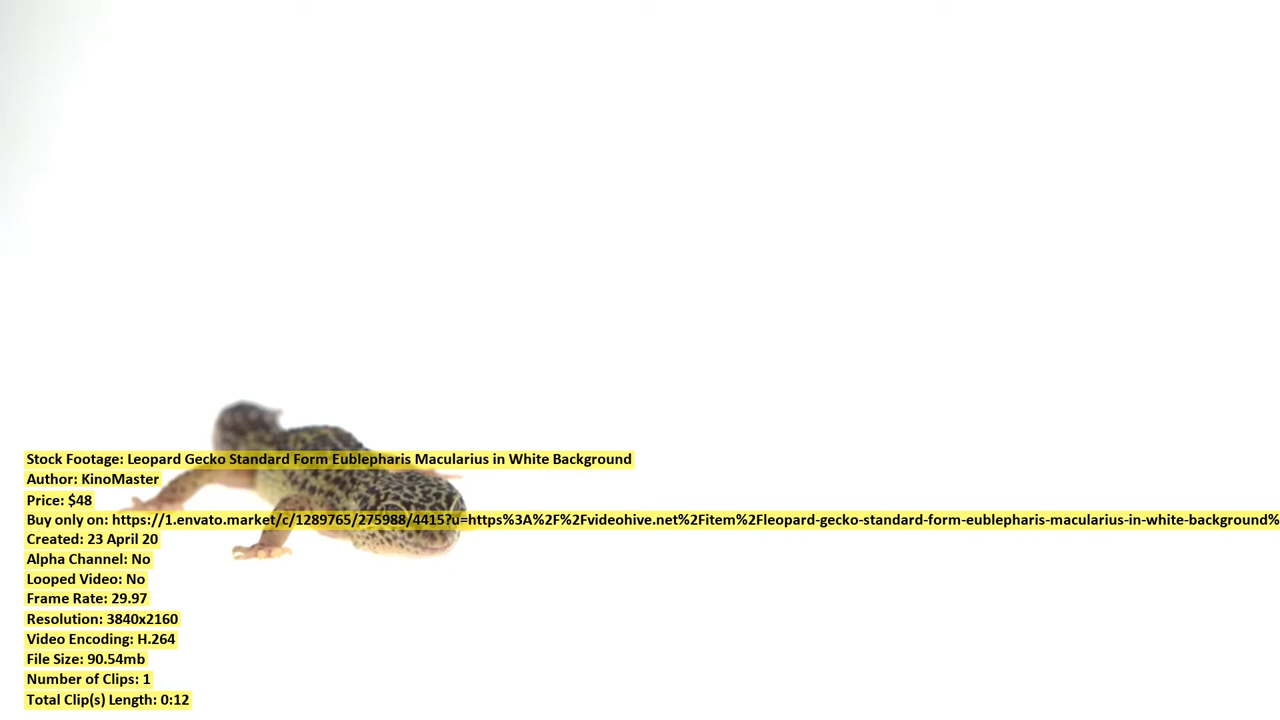 Stock Footage: Leopard Gecko Standard Form Eublepharis Macularius in White Background
Author: KinoMaster
Price: $48
Buy only on: https://1.envato.market/c/1289765/275988/4415?u=https%3A%2F%2Fvideohive.net%2Fitem%2Fleopard-gecko-standard-form-eublepharis-macularius-in-white-background%
Created: 23 April 20
Alpha Channel: No
Looped Video: No
Frame Rate: 29.97
Resolution: 3840x2160
Video Encoding: H.264
File Size: 90.54mb
Number of Clips: 1
Total Clip(s) Length: 0:12